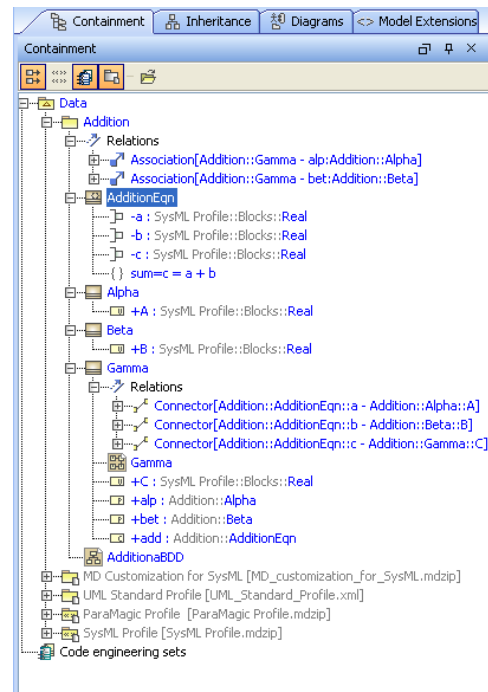 Containment Inheritance Diagrams <> Model Extensions
Containment
Data
Addition
Relations
Association[Addition::Gamma - alp:Addition::Alpha]
Association[Addition::Gamma - bet:Addition::Beta]
AdditionEqn
-a : SysML Profile::Blocks::Real
-b : SysML Profile::Blocks::Real
-c : SysML Profile::Blocks::Real
{} sum=c = a + b
Alpha
+A : SysML Profile::Blocks::Real
Beta
+B : SysML Profile::Blocks::Real
Gamma
Relations
Connector[Addition::AdditionEqn::a - Addition::Alpha::A]
Connector[Addition::AdditionEqn::b - Addition::Beta::B]
Connector[Addition::AdditionEqn::c - Addition::Gamma::C]
Gamma
+C : SysML Profile::Blocks::Real
+alp : Addition::Alpha
+bet : Addition::Beta
+add : Addition::AdditionEqn
AdditionaBDD
MD Customization for SysML [MD_customization_for_SysML.mdzip]
UML Standard Profile [UML_Standard_Profile.xml]
ParaMagic Profile [ParaMagic Profile.mdzip]
SysML Profile [SysML Profile.mdzip]
Code engineering sets